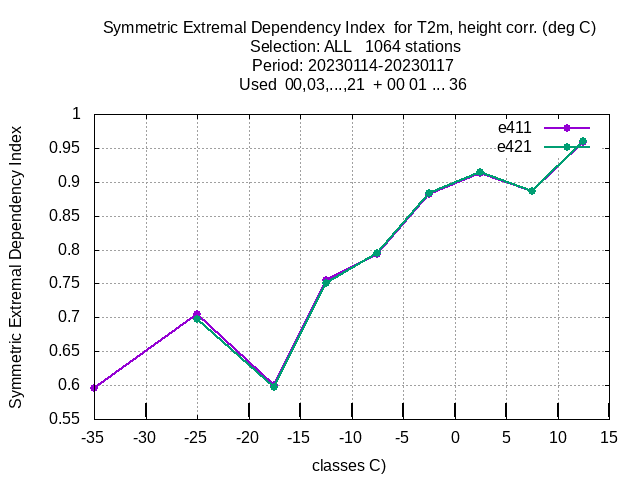 Symmetric Extremal Dependency Index  for T2m, height corr. (deg C)
Selection: ALL   1064 stations
Period: 20230114-20230117
Used  00,03,...,21  + 00 01 ... 36
Symmetric Extremal Dependency Index
1
0.95
0.9
0.85
0.8
0.75
0.7
0.65
0.6
0.55
e411
e421
-35 -30 -25 -20 -15 -10 -5 0 5 10 15
classes C)